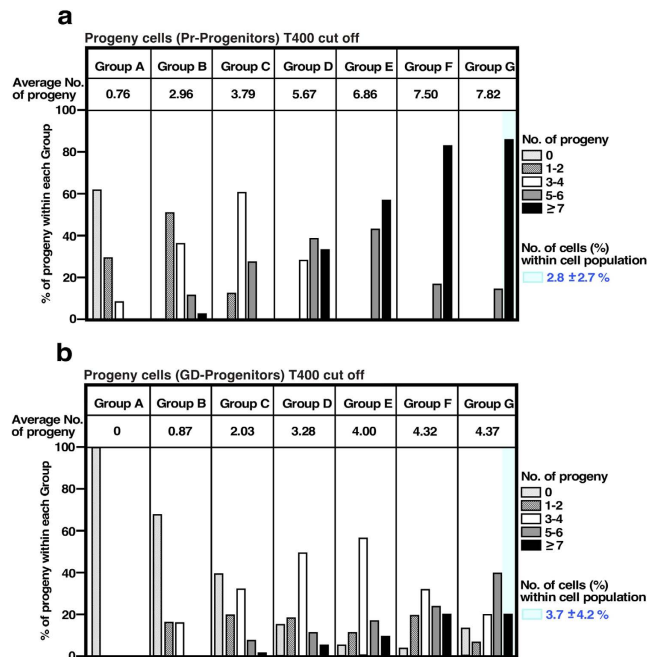 a
Progeny cells (Pr-Progenitors) T400 cut off
Group A Group B Group C Group D Group E Group F Group G
Average No. of progeny
0.76 2.96 3.79 5.67 6.86 7.50 7.82
% of progeny within each Group
100
80
60
40
20
0
No. of progeny
0
1-2
3-4
5-6
≥7
No. of cells (%)
within cell population
2.8 ±2.7 %
b
Progeny cells (GD-Progenitors) T400 cut off
Group A Group B Group C Group D Group E Group F Group G
Average No.
of progeny
0 0.87 2.03 3.28 4.00 4.32 4.37
% of progeny within each Group
100
80
60
40
20
0
No. of progeny
0
1-2
3-4
5-6
≥7
No. of cells (%)
within cell population
3.7 ±4.2 %